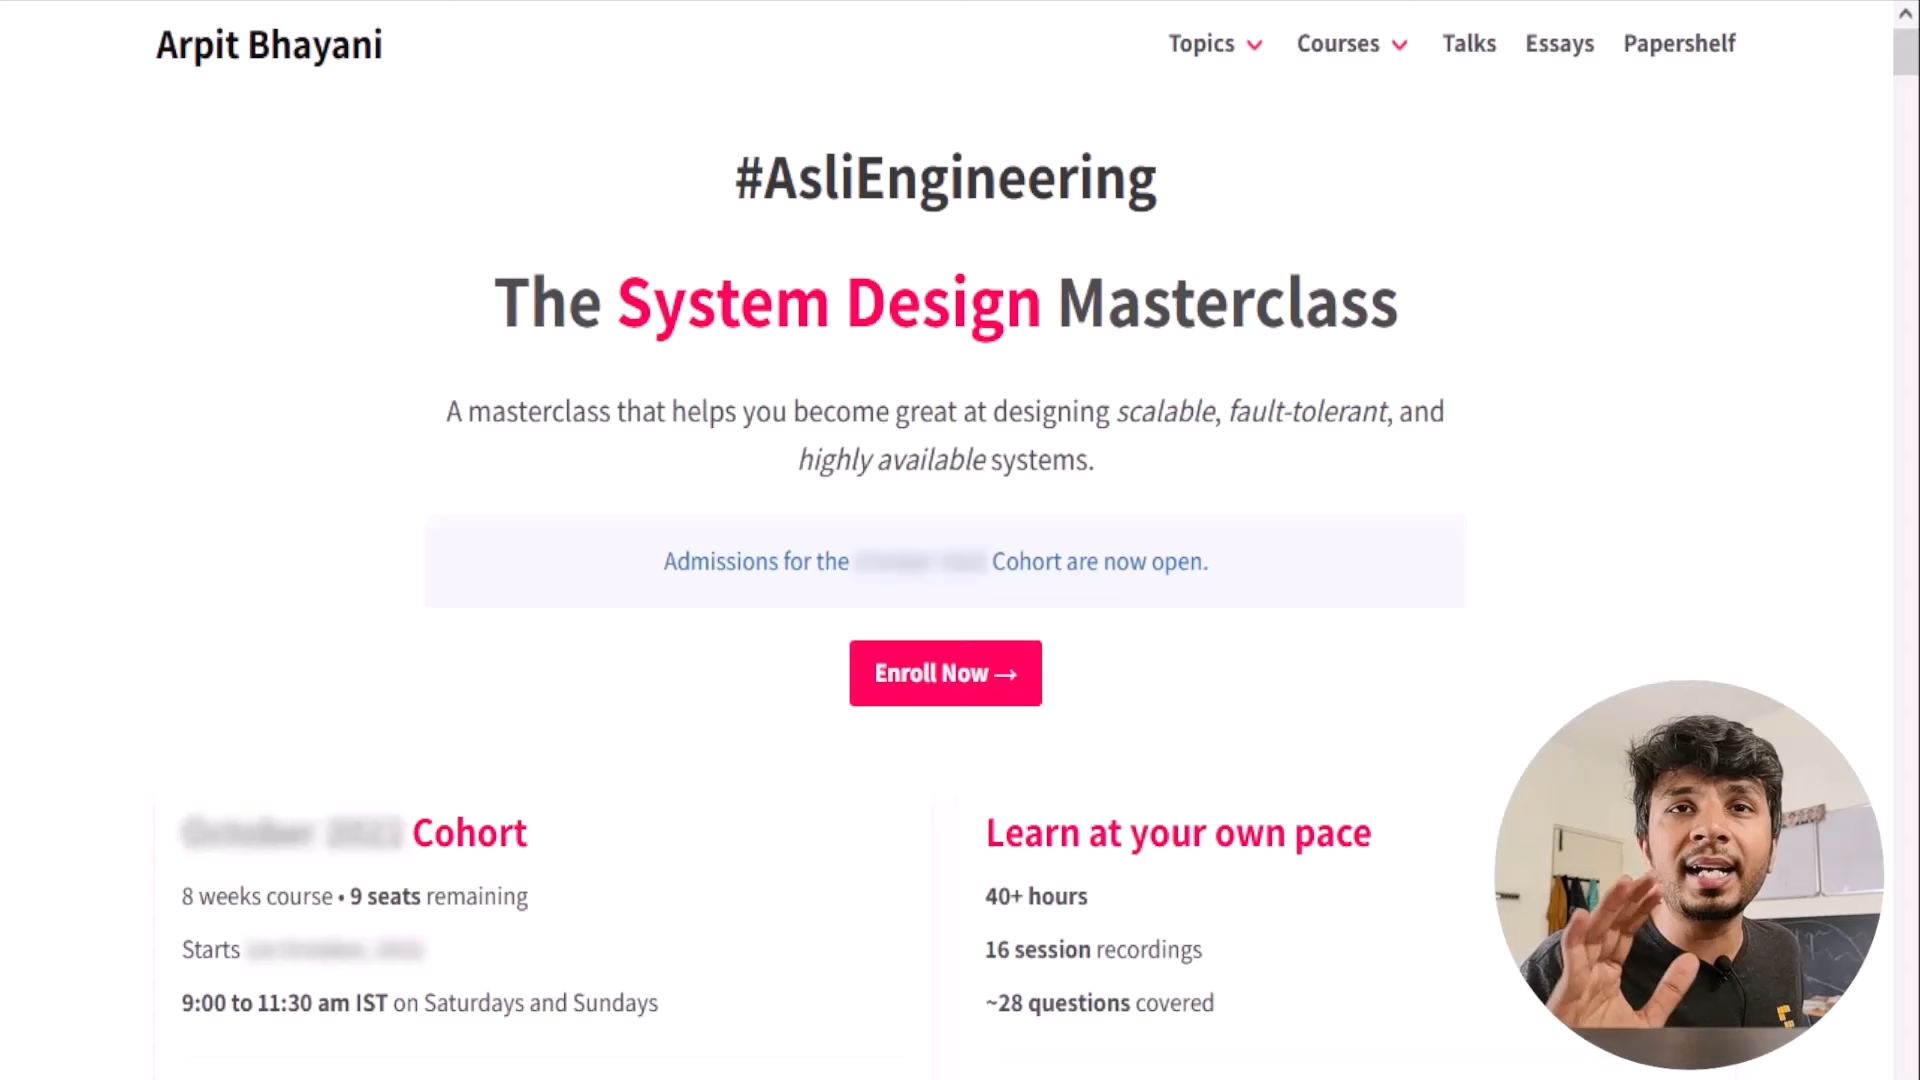 Arpit Bhayani
Topics Courses Talks Essays Papershelf
#AsliEngineering
The System Design Masterclass
A masterclass that helps you become great at designing scalable, fault-tolerant, and
highly available systems.
Admissions for the Cohort are now open.
Enroll Now →
Cohort
8 weeks course • 9 seats remaining
Starts
9:00 to 11:30 am IST on Saturdays and Sundays
Learn at your own pace
40+ hours
16 session recordings
~28 questions covered